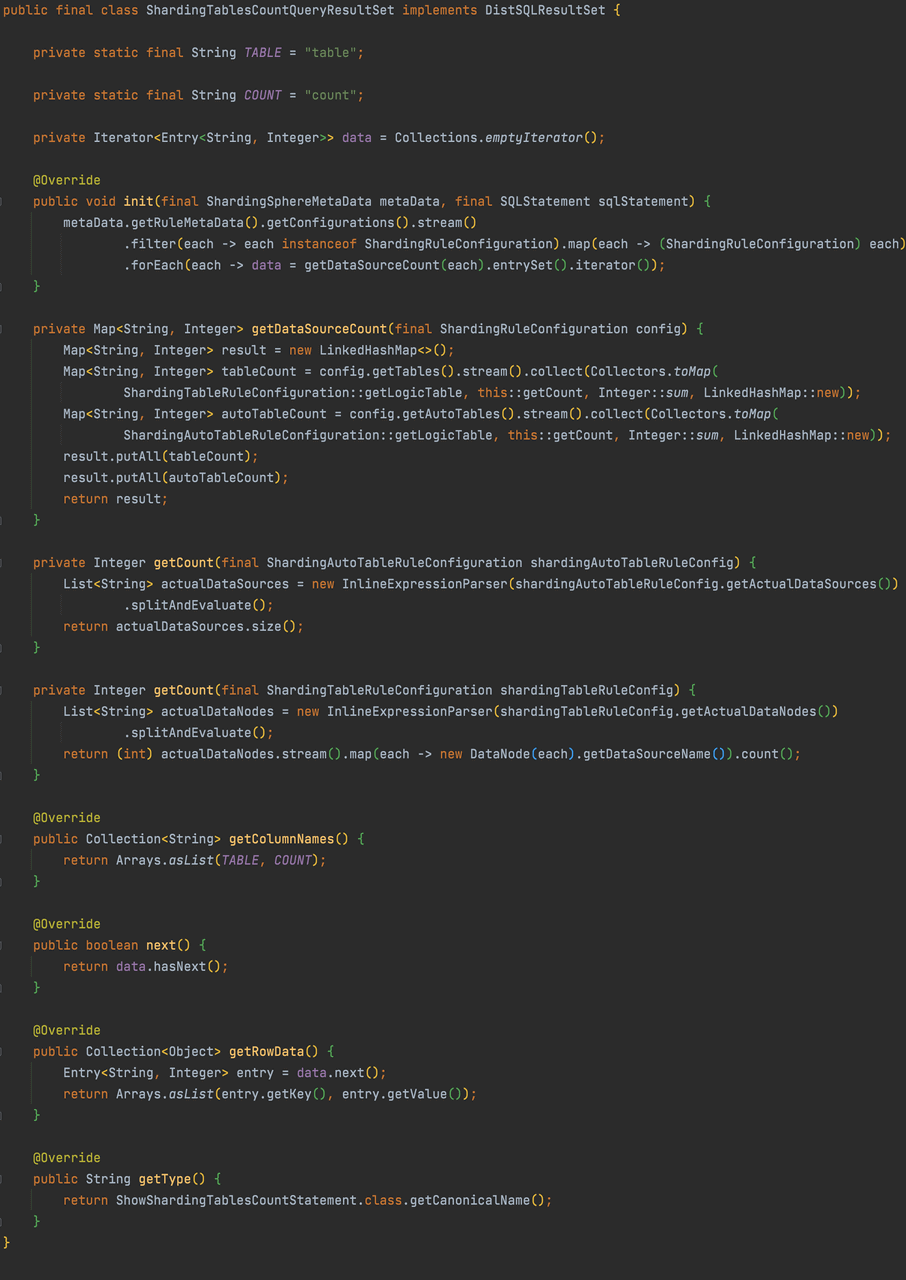 public final class ShardingTablesCountQueryResultSet implements DistSQLResultSet {
private static final String TABLE = "table";
private static final String COUNT = "count";
private Iterator<Entry<String, Integer>> data = Collections.emptyIterator();
@Override
public void init(final ShardingSphereMetaData metaData, final SQLStatement sqlStatement) {
metaData.getRuleMetaData().getConfigurations().stream()
.filter(each -> each instanceof ShardingRuleConfiguration).map(each -> (ShardingRuleConfiguration) each)
.forEach(each -> data = getDataSourceCount(each).entrySet().iterator());
}
private Map<String, Integer> getDataSourceCount(final ShardingRuleConfiguration config) {
Map<String, Integer> result = new LinkedHashMap<>();
Map<String, Integer> tableCount = config.getTables().stream().collect(Collectors.toMap(
ShardingTableRuleConfiguration::getLogicTable, this::getCount, Integer::sum, LinkedHashMap::new));
Map<String, Integer> autoTableCount = config.getAutoTables().stream().collect(Collectors.toMap(
ShardingAutoTableRuleConfiguration::getLogicTable, this::getCount, Integer::sum, LinkedHashMap::new));
result.putAll(tableCount);
result.putAll(autoTableCount);
return result;
}
private Integer getCount(final ShardingAutoTableRuleConfiguration shardingAutoTableRuleConfig) {
List<String> actualDataSources = new InlineExpressionParser(shardingAutoTableRuleConfig.getActualDataSources())
.splitAndEvaluate();
return actualDataSources.size();
}
private Integer getCount(final ShardingTableRuleConfiguration shardingTableRuleConfig) {
List<String> actualDataNodes = new InlineExpressionParser(shardingTableRuleConfig.getActualDataNodes())
.splitAndEvaluate();
return (int) actualDataNodes.stream().map(each -> new DataNode(each).getDataSourceName()).count();
}
@Override
public Collection<String> getColumnNames() {
return Arrays.asList(TABLE, COUNT);
}
@Override
public boolean next() {
return data.hasNext();
}
@Override
public Collection<Object> getRowData() {
Entry<String, Integer> entry = data.next();
return Arrays.asList(entry.getKey(), entry.getValue());
}
@Override
public String getType() {
return ShowShardingTablesCountStatement.class.getCanonicalName();
}
}